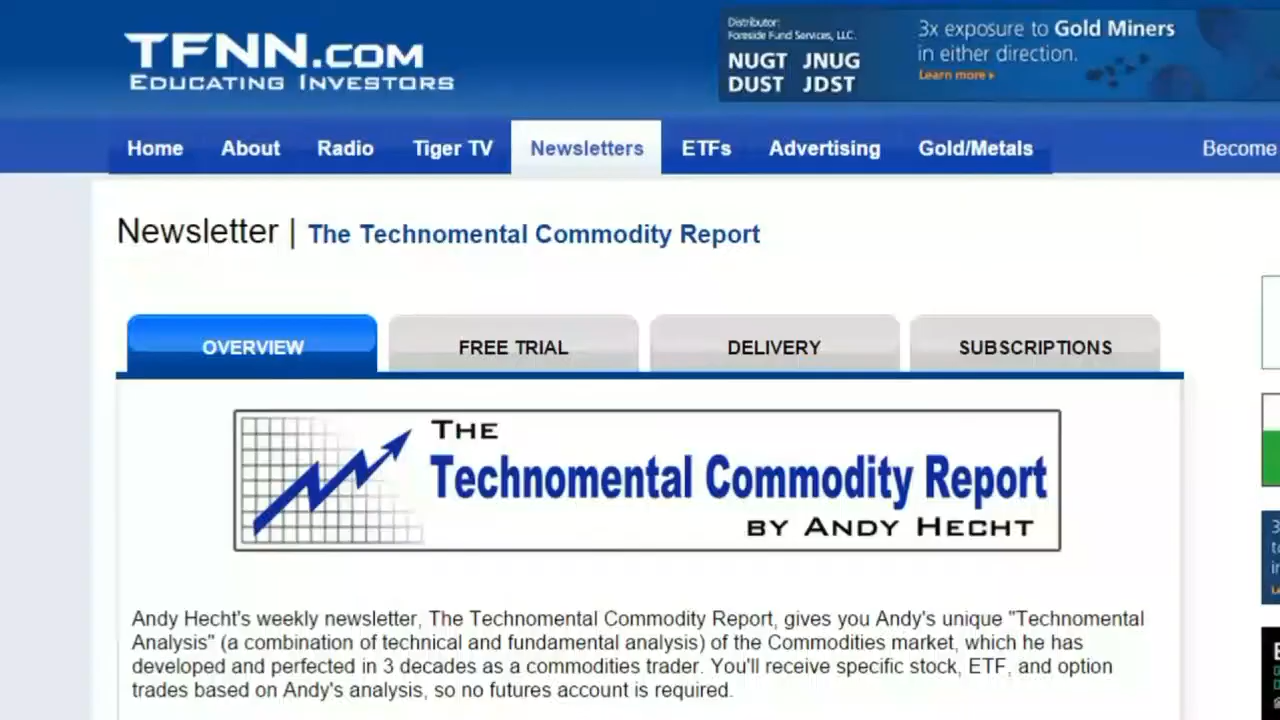 TFNN.COM
EDUCATING INVESTORS
Distributor:
Foreside Fund Services, LLC.
NUGT JNUG
DUST JDST
3x exposure to Gold Miners
in either direction.
Learn more
Home About Radio Tiger TV Newsletters ETFs Advertising Gold/Metals Become
Newsletter | The Technomental Commodity Report
OVERVIEW FREE TRIAL DELIVERY SUBSCRIPTIONS
THE
Technomental Commodity Report
BY ANDY HECHT
Andy Hecht's weekly newsletter, The Technomental Commodity Report, gives you Andy's unique "Technomental
Analysis" (a combination of technical and fundamental analysis) of the Commodities market, which he has
developed and perfected in 3 decades as a commodities trader. You'll receive specific stock, ETF, and option
trades based on Andy's analysis, so no futures account is required.